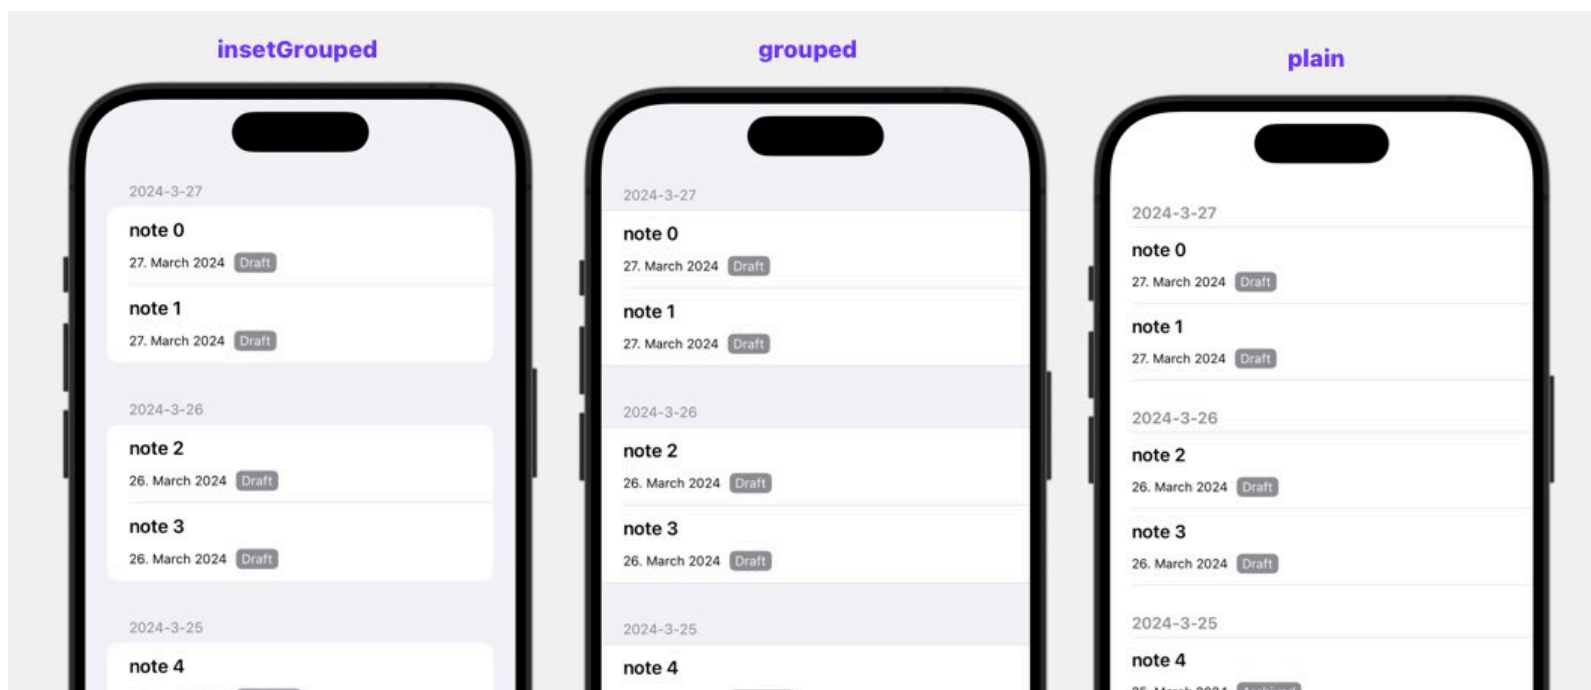 insetGrouped
2024-3-27
note 0
27. March 2024 Draft
note 1
27. March 2024 Draft
2024-3-26
note 2
26. March 2024 Draft
note 3
26. March 2024 Draft
2024-3-25
note 4
grouped
2024-3-27
note 0
27. March 2024 Draft
note 1
27. March 2024 Draft
2024-3-26
note 2
26. March 2024 Draft
note 3
26. March 2024 Draft
2024-3-25
note 4
plain
2024-3-27
note 0
27. March 2024 Draft
note 1
27. March 2024 Draft
2024-3-26
note 2
26. March 2024 Draft
note 3
26. March 2024 Draft
2024-3-25
note 4
25. March 2024 Archived